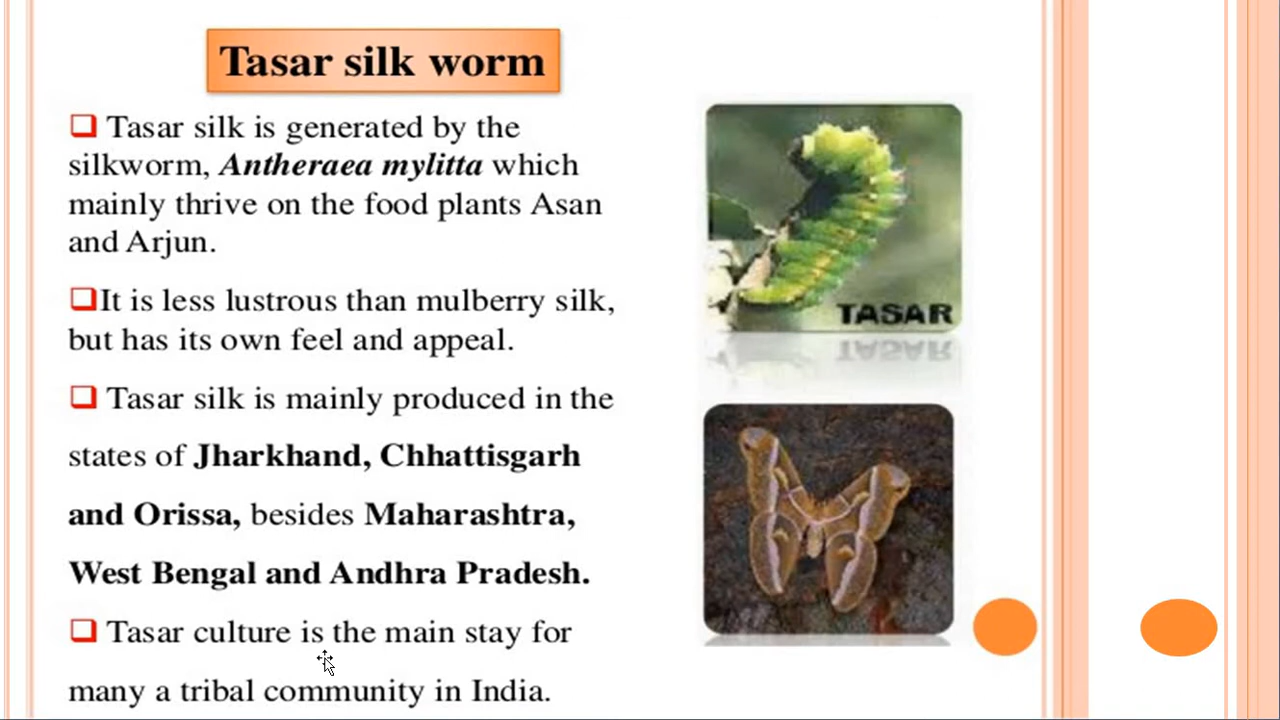 Tasar silk worm
Tasar silk is generated by the
silkworm, Antheraea mylitta which
mainly thrive on the food plants Asan
and Arjun.
It is less lustrous than mulberry silk,
but has its own feel and appeal.
Tasar silk is mainly produced in the
states of Jharkhand, Chhattisgarh
and Orissa, besides Maharashtra,
West Bengal and Andhra Pradesh.
Tasar culture is the main stay for
many a tribal community in India.
TASAR